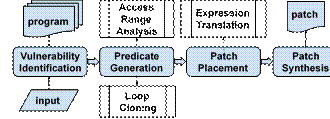 program
Access
Range
Analysis
Expression
Translation
patch
Vulnerability
Identification
Predicate
Generation
Patch
Placement
Patch
Synthesis
input
Loop
Cloning